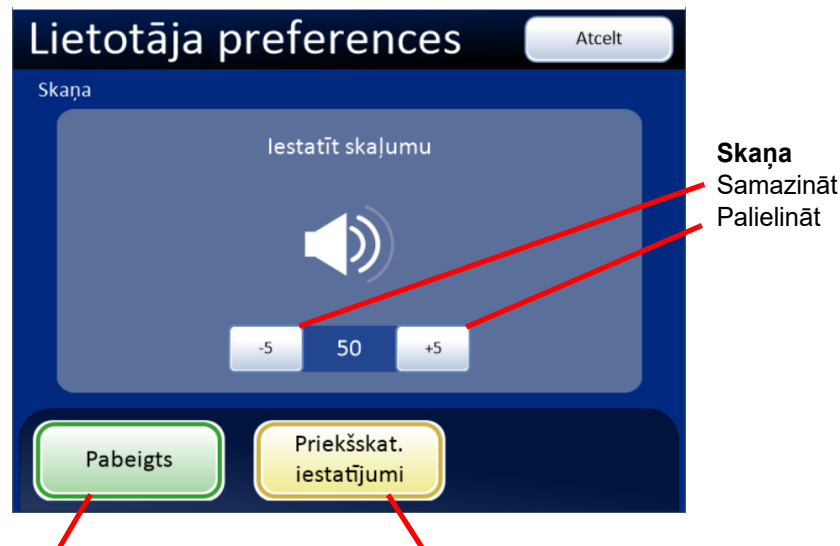 Lietotāja preferences
Atcelt
Skaņa
Iestatīt skaļumu
Skaņa
Samazināt
Palielināt
-5
50
+5
Pabeigts
Priekšskat.
iestatījumi